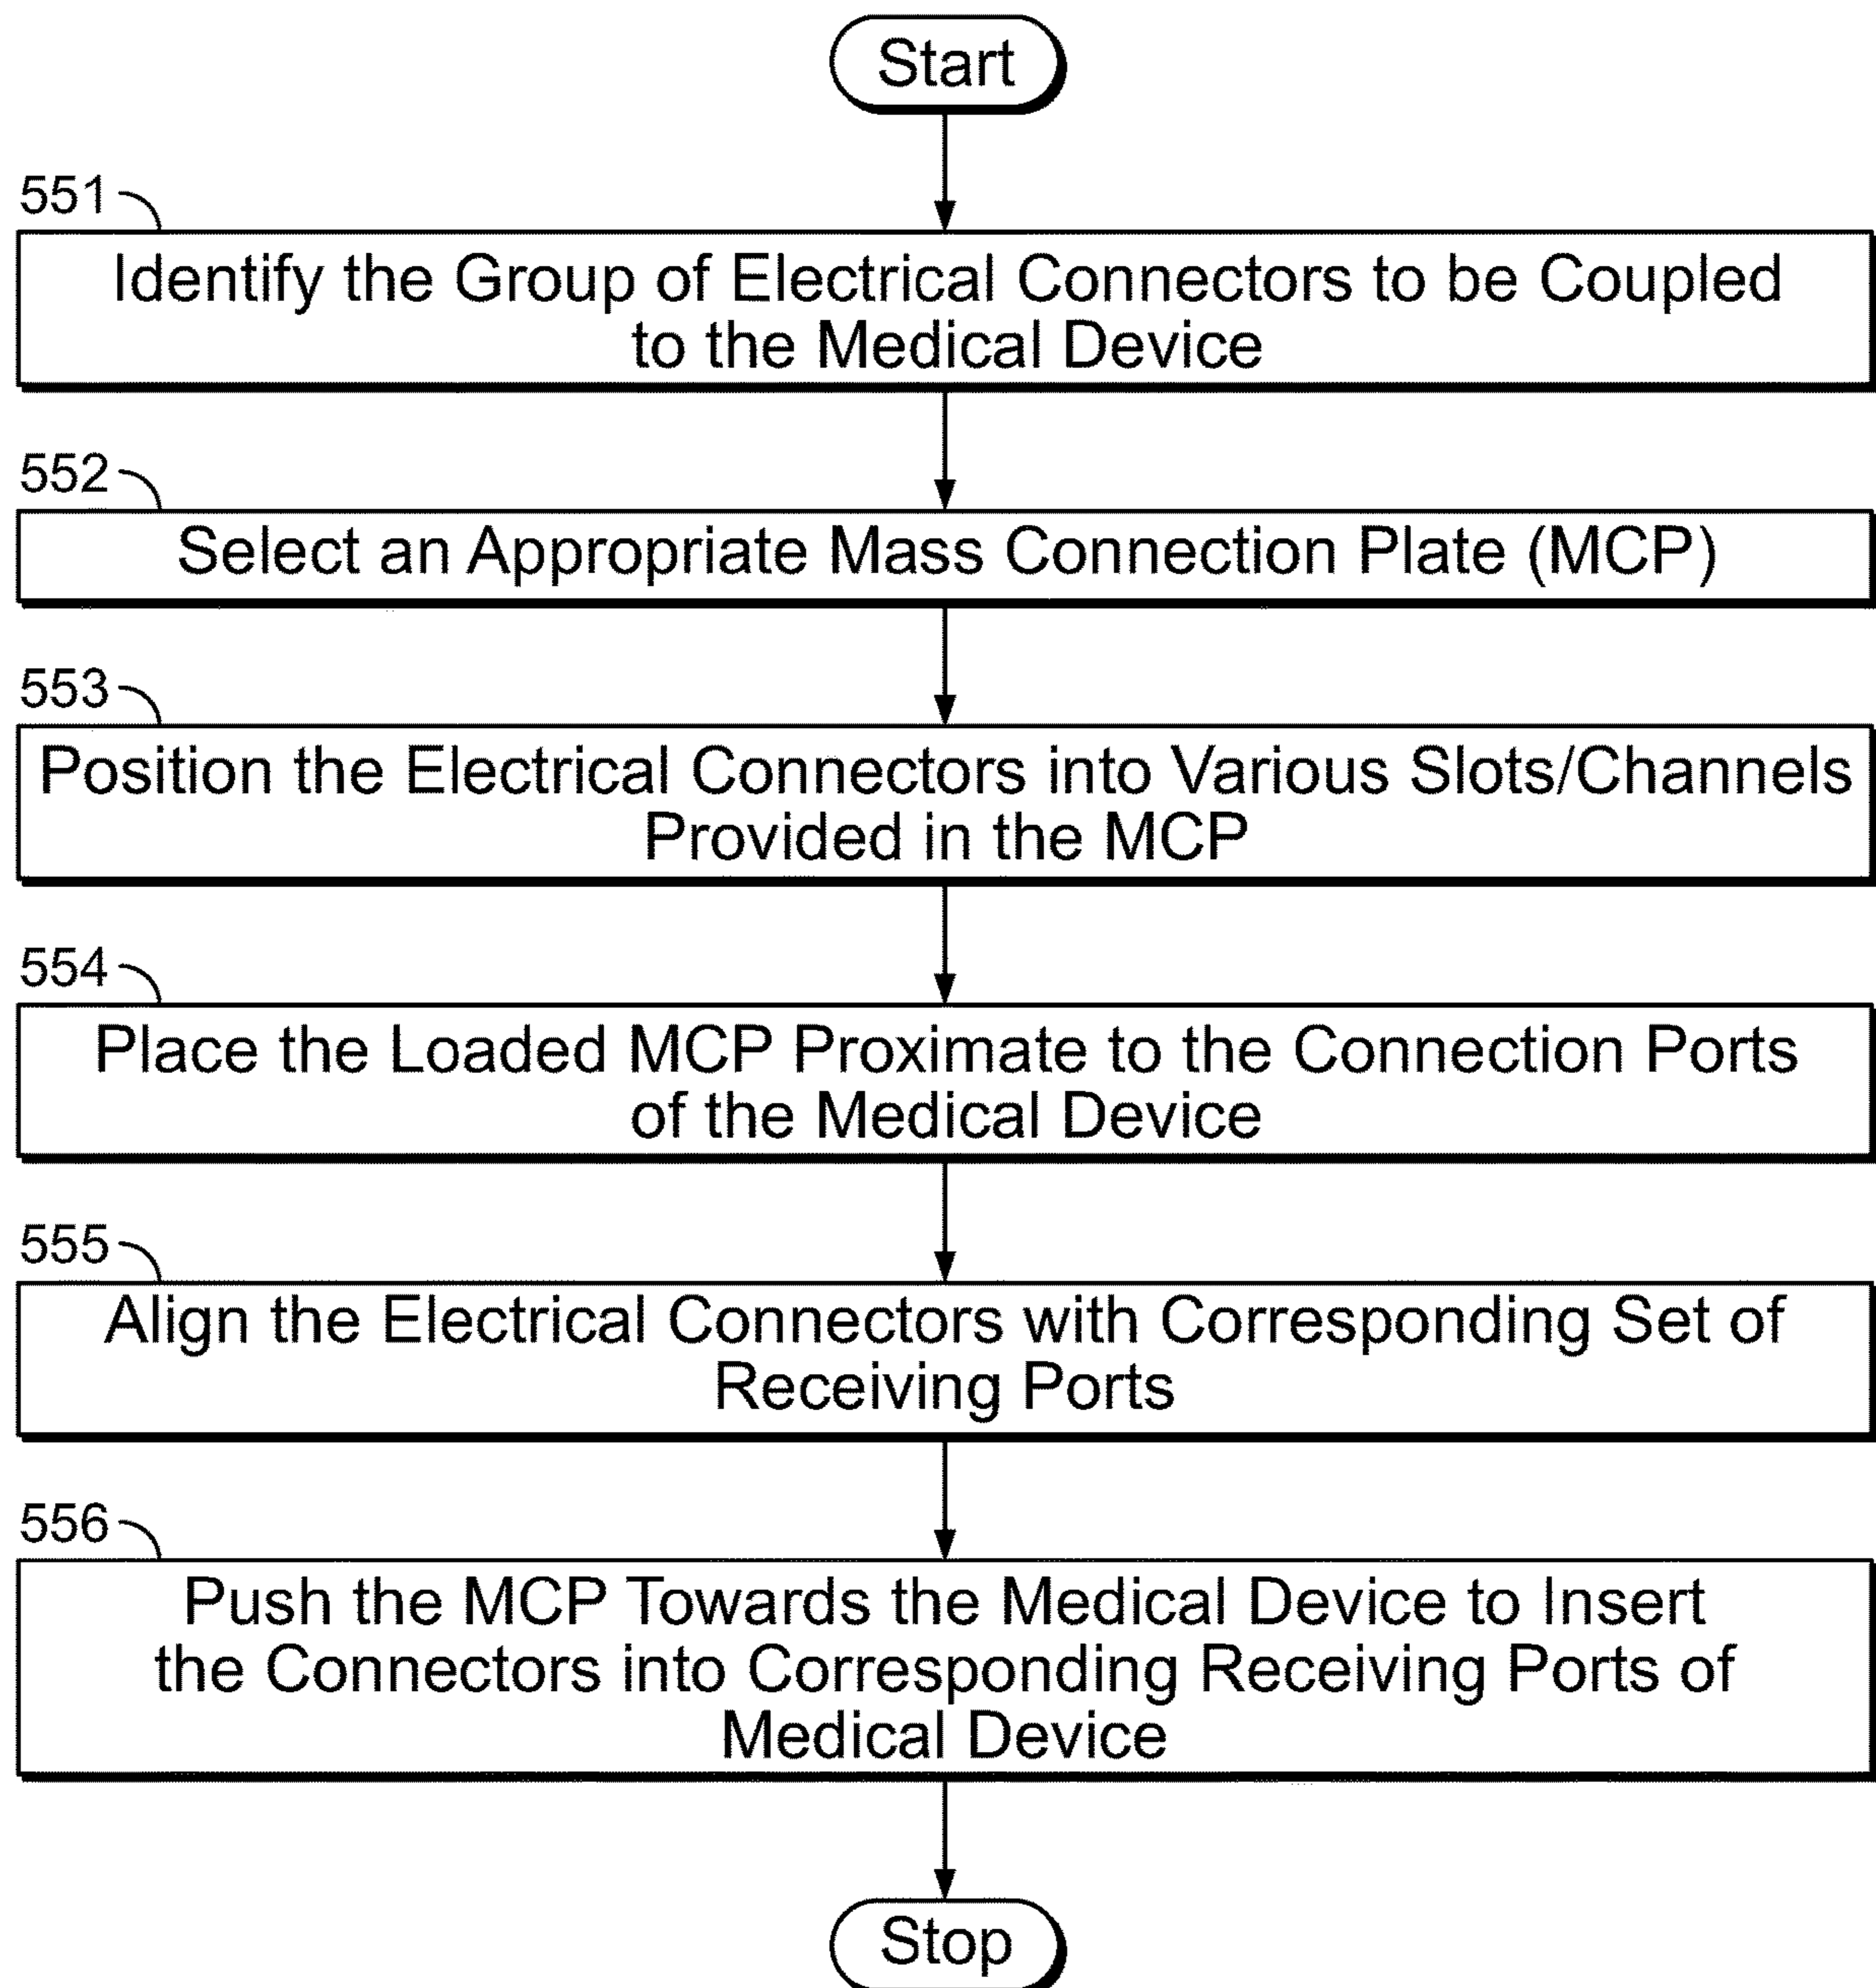 Start
551
Identify the Group of Electrical Connectors to be Coupled
to the Medical Device
552
Select an Appropriate Mass Connection Plate (MCP)
553
Position the Electrical Connectors into Various Slots/Channels
Provided in the MCP
554
Place the Loaded MCP Proximate to the Connection Ports
of the Medical Device
555
Align the Electrical Connectors with Corresponding Set of
Receiving Ports
556
Push the MCP Towards the Medical Device to Insert
the Connectors into Corresponding Receiving Ports of
Medical Device
Stop